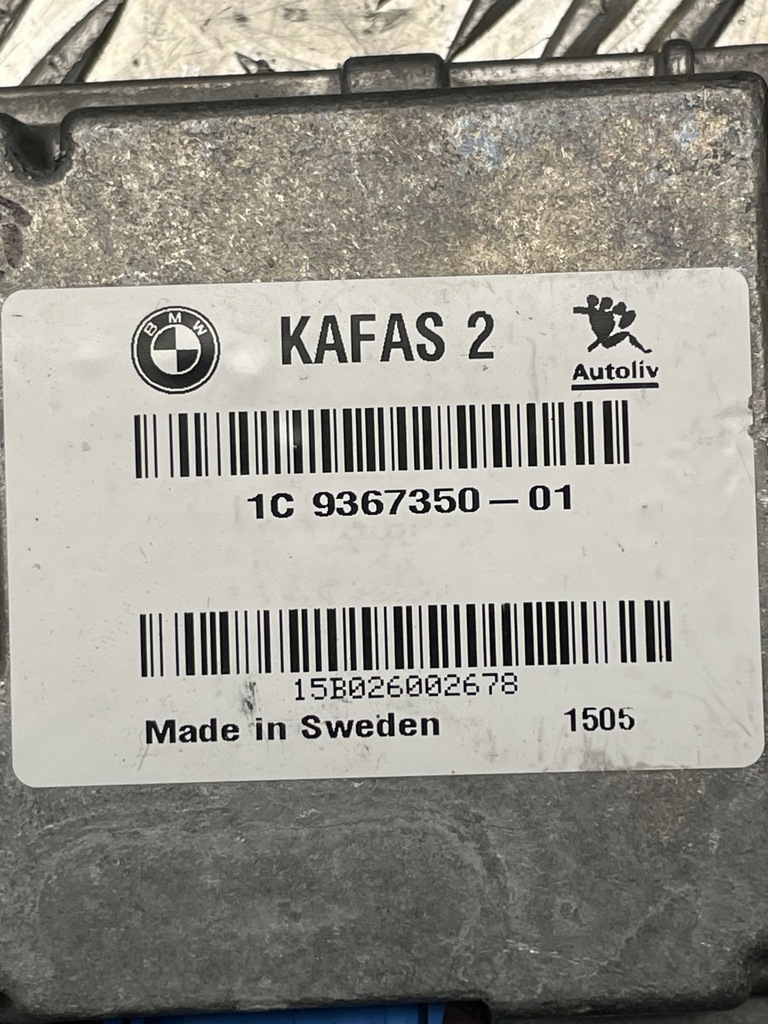 BMW
KAFAS 2
Autoliv
1C 9367350-01
15B026002678
Made in Sweden 1505